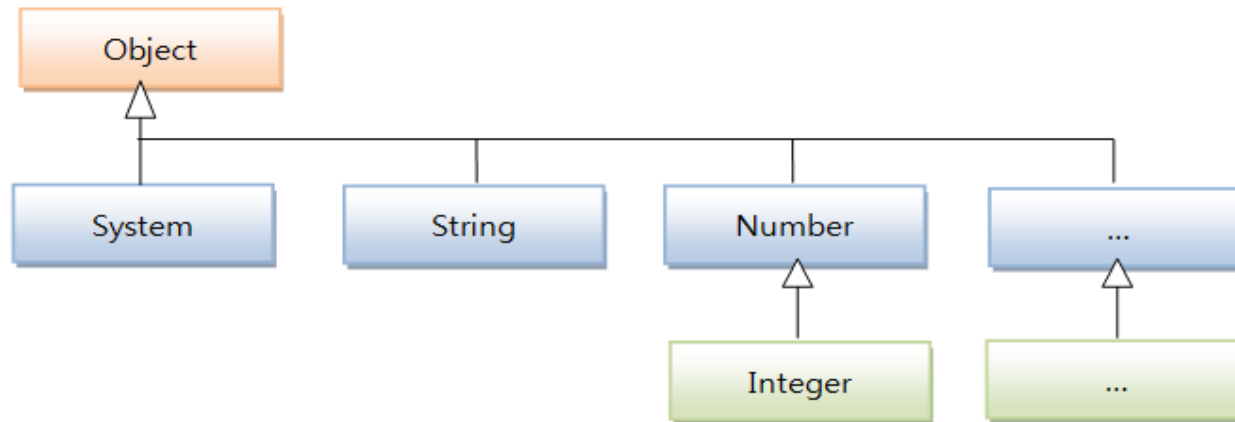 Object
System
String
Number
...
Integer
...